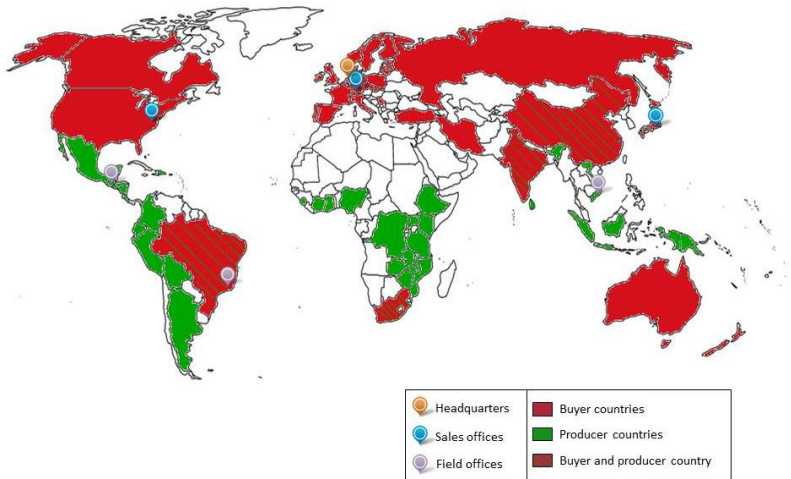 Headquarters
Sales offices
Field offices
Buyer countries
Producer countries
Buyer and producer country